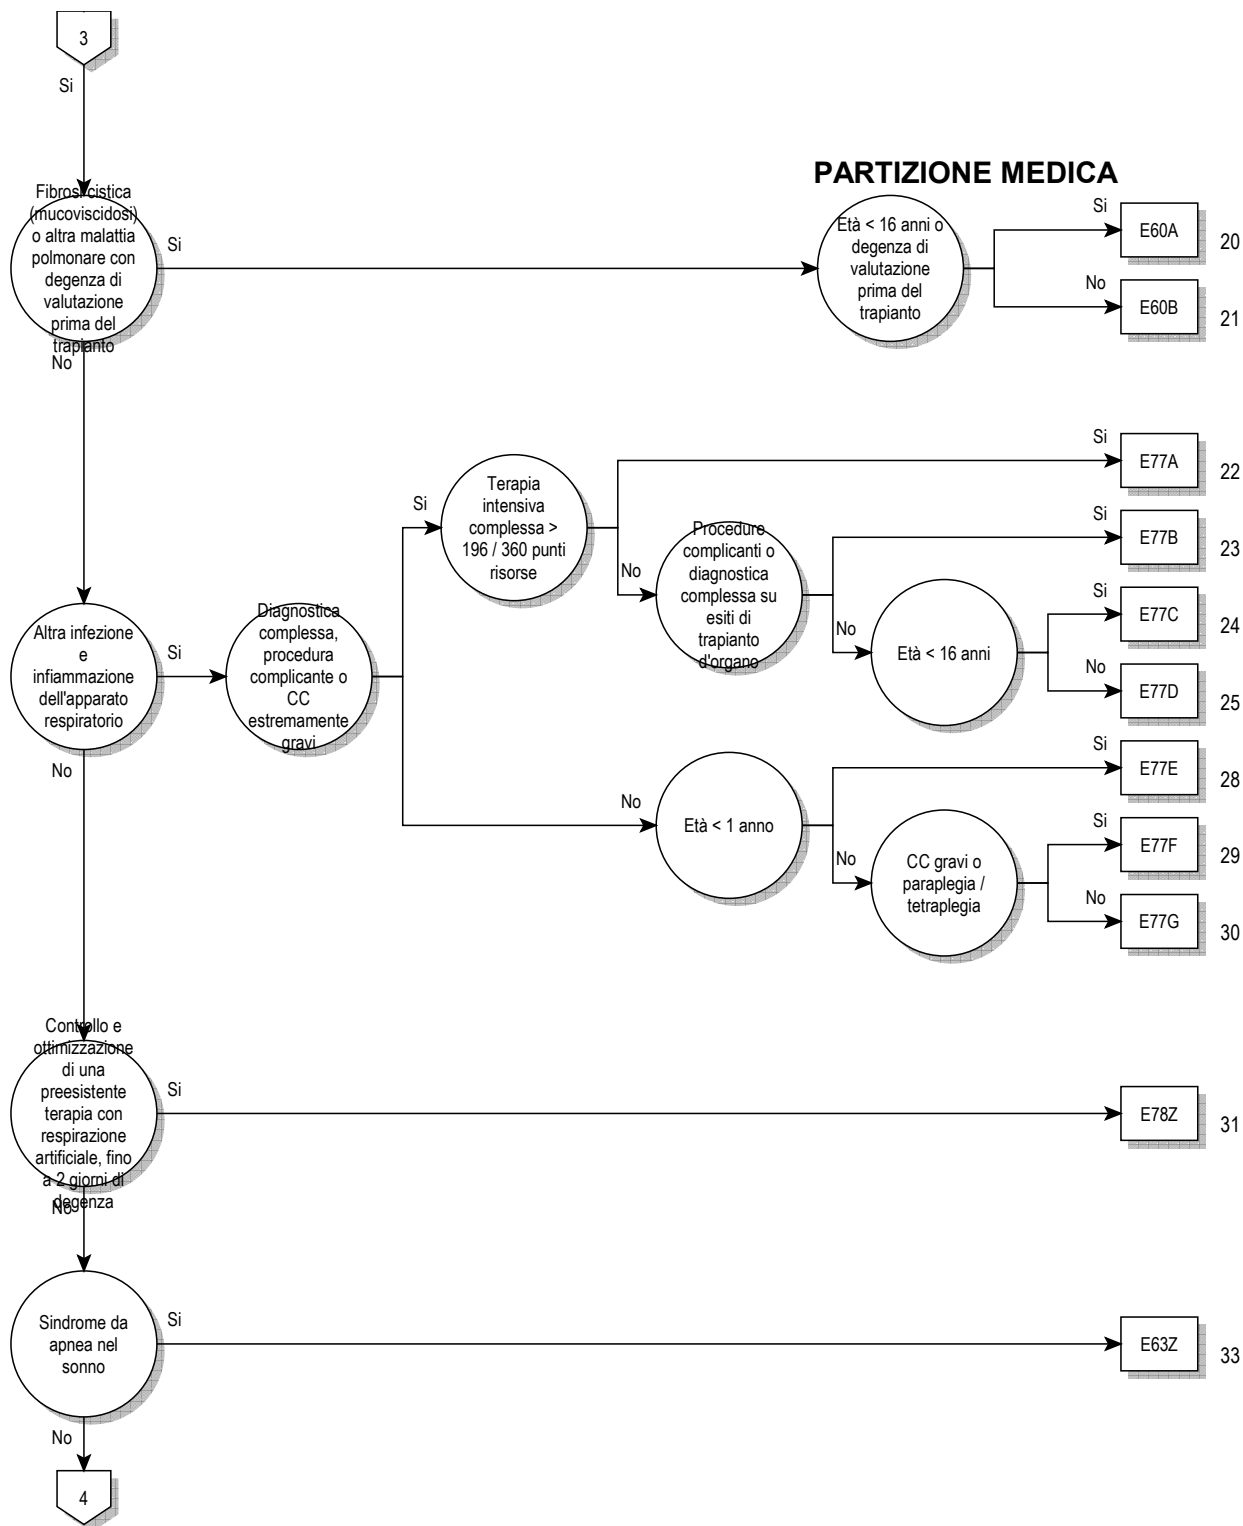 3
Si
PARTIZIONE MEDICA
Fibrosi cistica
(mucoviscidosi)
o altra malattia
polmonare con
degenza di
valutazione
prima del
trapianto
Si
No
Età < 16 anni o
degenza di
valutazione
prima del
trapianto
Si
E60A
20
No
E60B
21
Altra infezione
e
infiammazione
dell'apparato
respiratorio
Si
No
Diagnostica
complessa,
procedura
complicante o
CC
estremamente
gravi
Si
Terapia
intensiva
complessa >
196 / 360 punti
risorse
Si
E77A
22
No
Procedure
complicanti o
diagnostica
complessa su
esiti di
trapianto
d'organo
Si
E77B
23
No
Età < 16 anni
Si
E77C
24
No
E77D
25
No
Età < 1 anno
Si
E77E
28
No
CC gravi o
paraplegia /
tetraplegia
Si
E77F
29
No
E77G
30
Controllo e
ottimizzazione
di una
preesistente
terapia con
respirazione
artificiale, fino
a 2 giorni di
degenza
Si
E78Z
31
No
Sindrome da
apnea nel
sonno
Si
E63Z
33
No
4